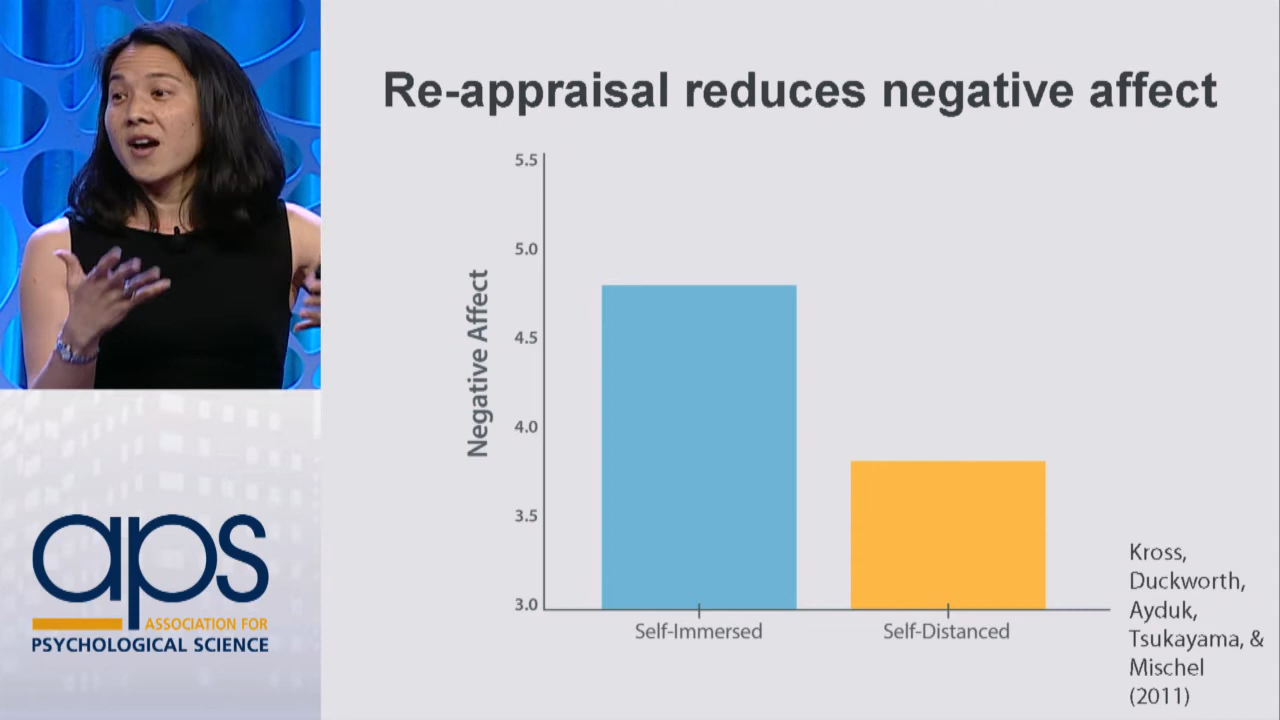 Re-appraisal reduces negative affect
5.5
5.0
4.5
4.0
3.5
3.0
Negative Affect
Self-Immersed
Self-Distanced
Kross,
Duckworth,
Ayduk,
Tsukayama, &
Mischel
(2011)
aps
ASSOCIATION FOR
PSYCHOLOGICAL SCIENCE